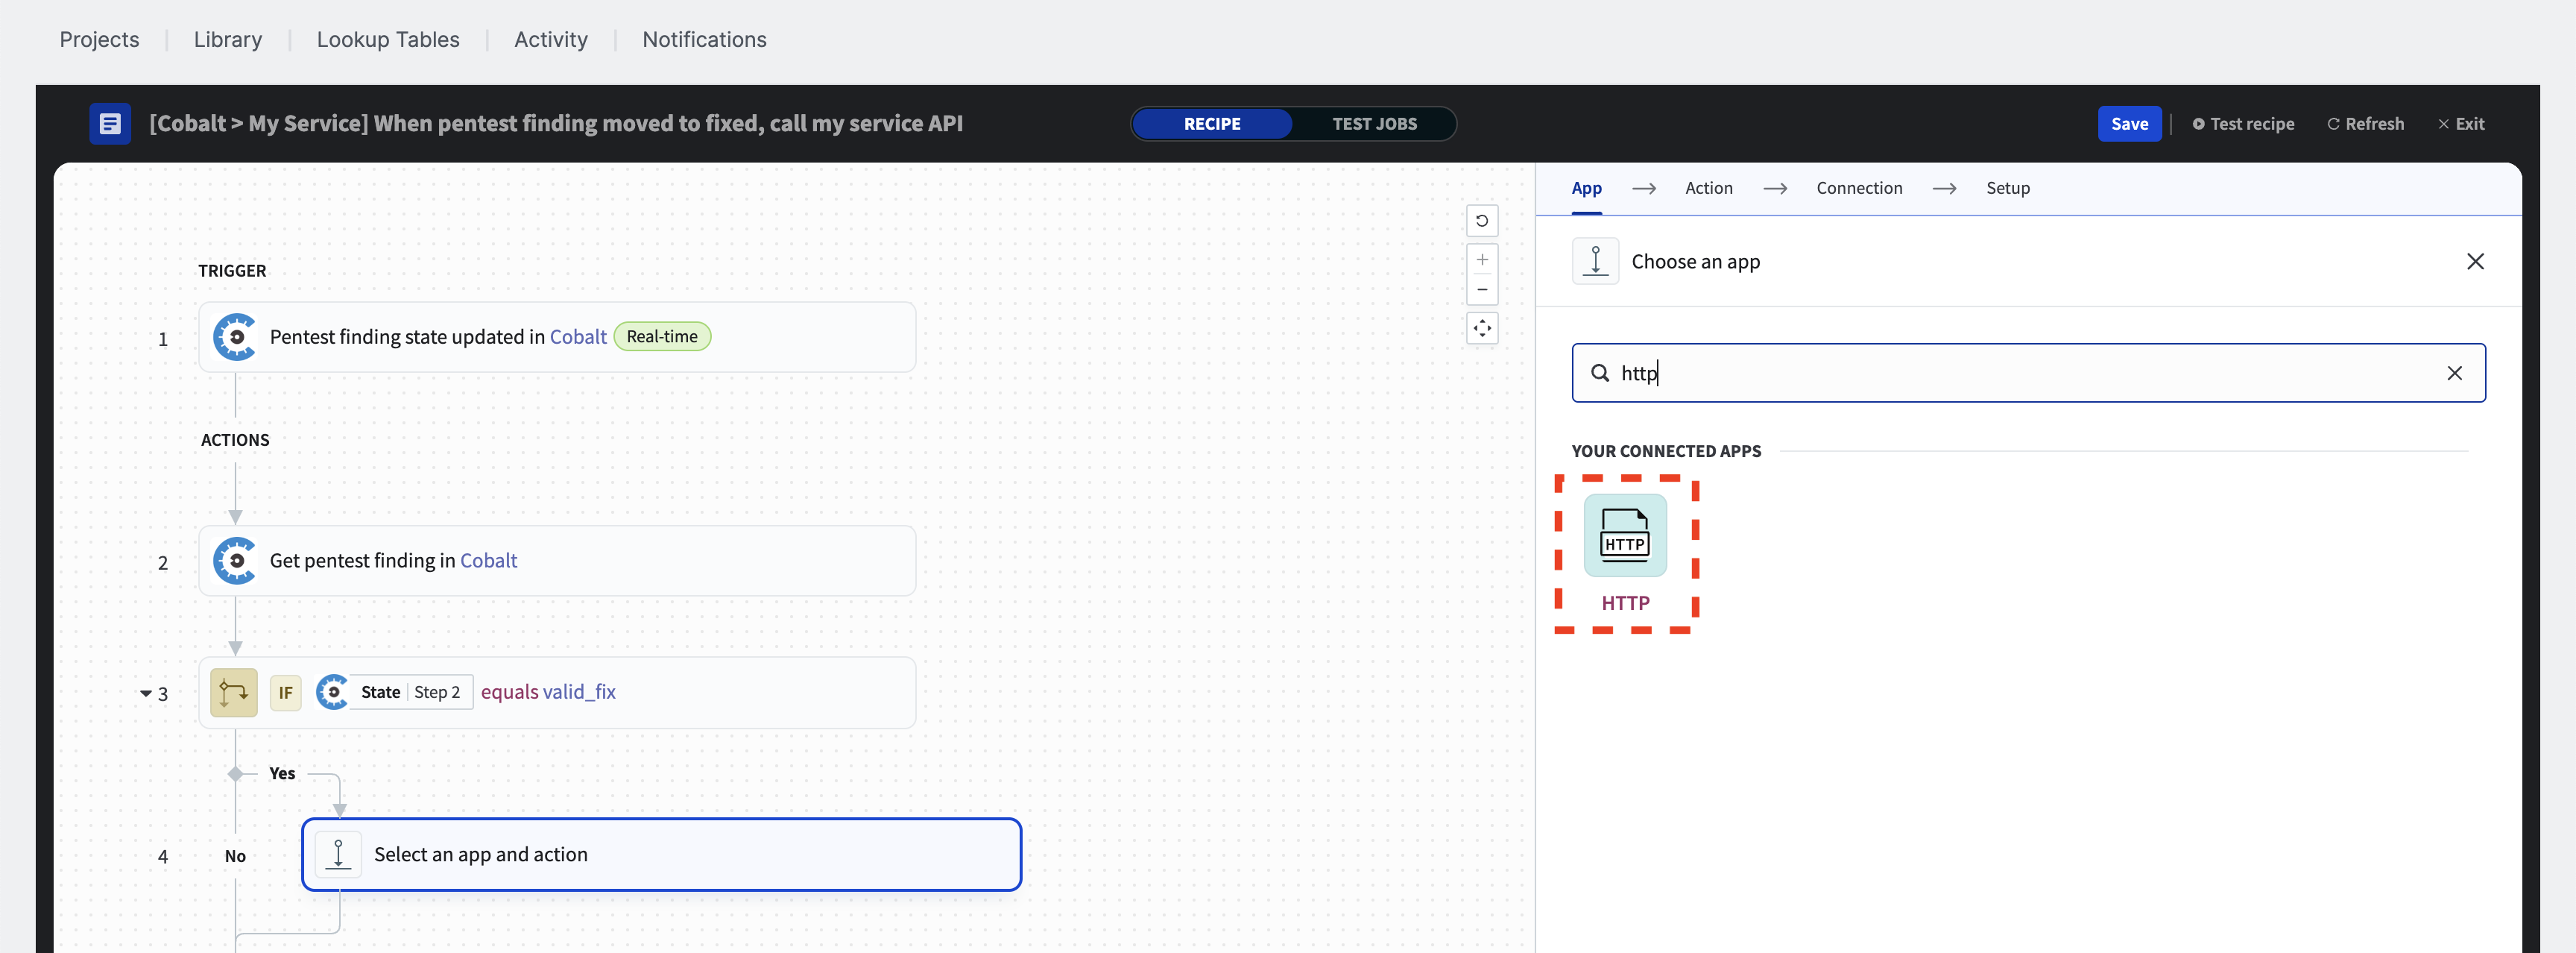 Projects | Library | Lookup Tables | Activity | Notifications
[Cobalt > My Service] When pentest finding moved to fixed, call my service API
RECIPE TEST JOBS
Save | Test recipe Refresh Exit
TRIGGER
1 Pentest finding state updated in Cobalt Real-time
ACTIONS
2 Get pentest finding in Cobalt
3 IF State | Step 2 equals valid_fix
Yes
4 No Select an app and action
App → Action → Connection → Setup
Choose an app
http
YOUR CONNECTED APPS
HTTP
HTTP